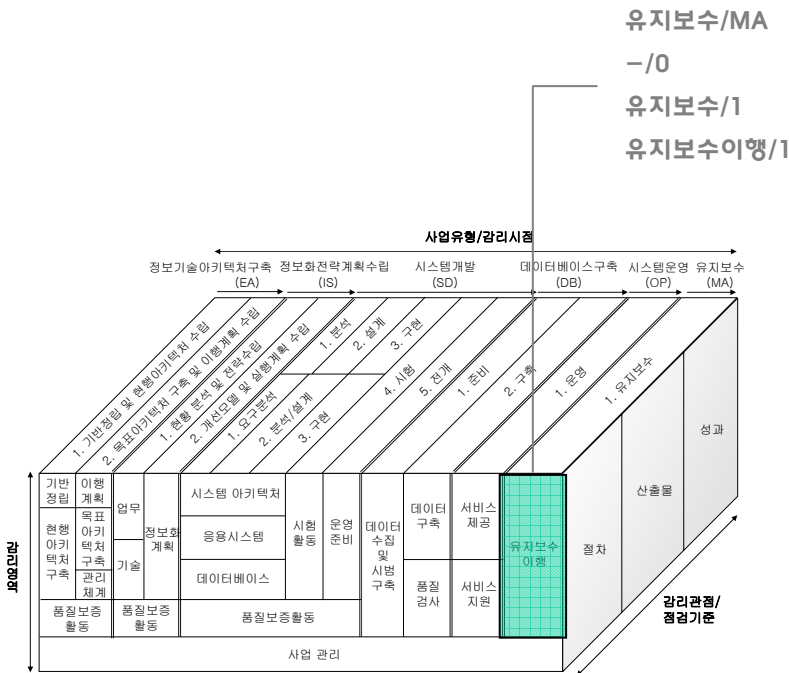 유지보수/MA
–/0
유지보수/1
유지보수이행/1
사업유형/감리시점
정보기술아키텍처구축
(EA)
정보화전략계획수립
(IS)
시스템개발
(SD)
데이터베이스구축
(DB)
시스템운영
(OP)
유지보수
(MA)
1. 기반정립 및 현행아키텍처 수립
2. 목표아키텍처 구축 및 이행계획 수립
1. 현황 분석 및 전략수립
2. 개선모델 및 실행계획 수립
1. 분석
2. 설계
3. 구현
1. 요구분석
2. 분석/설계
3. 구현
4. 시험
5. 전개
1. 준비
2. 구축
1. 운영
1. 유지보수
감리영역
기반
정립
이행
계획
현행
아키
텍처
구축
목표
아키
텍처
구축
관리
체계
품질보증
활동
업무
기술
정보화
계획
품질보증
활동
시스템 아키텍처
응용시스템
데이터베이스
시험
활동
운영
준비
품질보증활동
데이터
수집
및
시범
구축
데이터
구축
품질
검사
서비스
제공
서비스
지원
유지보수
이행
사업 관리
절차
산출물
성과
감리관점/
점검기준